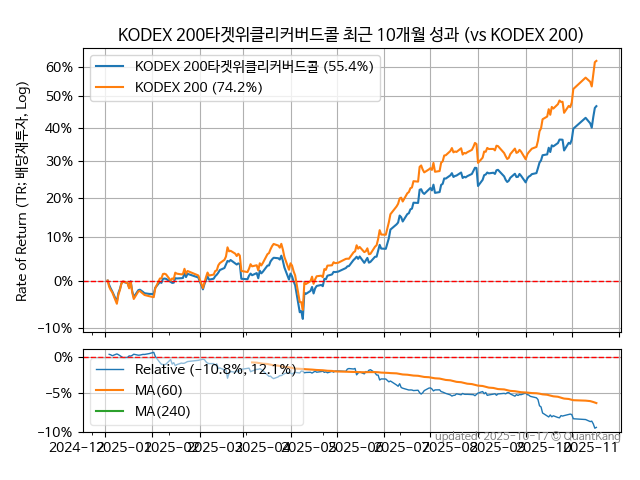 KODEX 200타겟위클리커버드콜 최근 10개월 성과 (vs KODEX 200)
Rate of Return (TR: 배당재투자, Log)
60%
50%
40%
30%
20%
10%
0%
−10%
KODEX 200타겟위클리커버드콜 (55.4%)
KODEX 200 (74.2%)
0%
−5%
−10%
Relative (−10.8%, 12.1%)
MA(60)
MA(240)
updated: 2025-10-17 © QuantKang
2024-12
2025-01
2025-02
2025-03
2025-04
2025-05
2025-06
2025-07
2025-08
2025-09
2025-10
2025-11